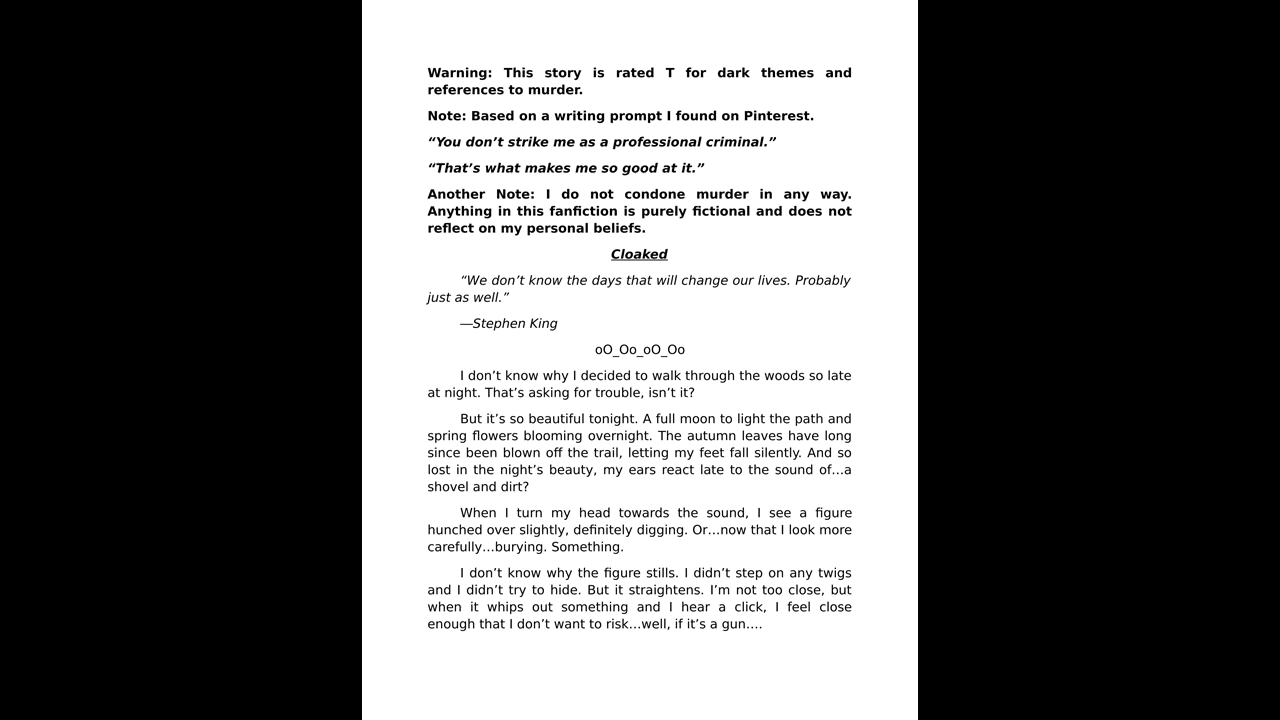 Warning: This story is rated T for dark themes and
references to murder.
Note: Based on a writing prompt I found on Pinterest.
“You don’t strike me as a professional criminal.”
“That’s what makes me so good at it.”
Another Note: I do not condone murder in any way.
Anything in this fanfiction is purely fictional and does not
reflect on my personal beliefs.
Cloaked
“We don’t know the days that will change our lives. Probably
just as well.”
—Stephen King
oO_Oo_oO_Oo
I don’t know why I decided to walk through the woods so late
at night. That’s asking for trouble, isn’t it?
But it’s so beautiful tonight. A full moon to light the path and
spring flowers blooming overnight. The autumn leaves have long
since been blown off the trail, letting my feet fall silently. And so
lost in the night’s beauty, my ears react late to the sound of…a
shovel and dirt?
When I turn my head towards the sound, I see a figure
hunched over slightly, definitely digging. Or…now that I look more
carefully…burying. Something.
I don’t know why the figure stills. I didn’t step on any twigs
and I didn’t try to hide. But it straightens. I’m not too close, but
when it whips out something and I hear a click, I feel close
enough that I don’t want to risk…well, if it’s a gun….